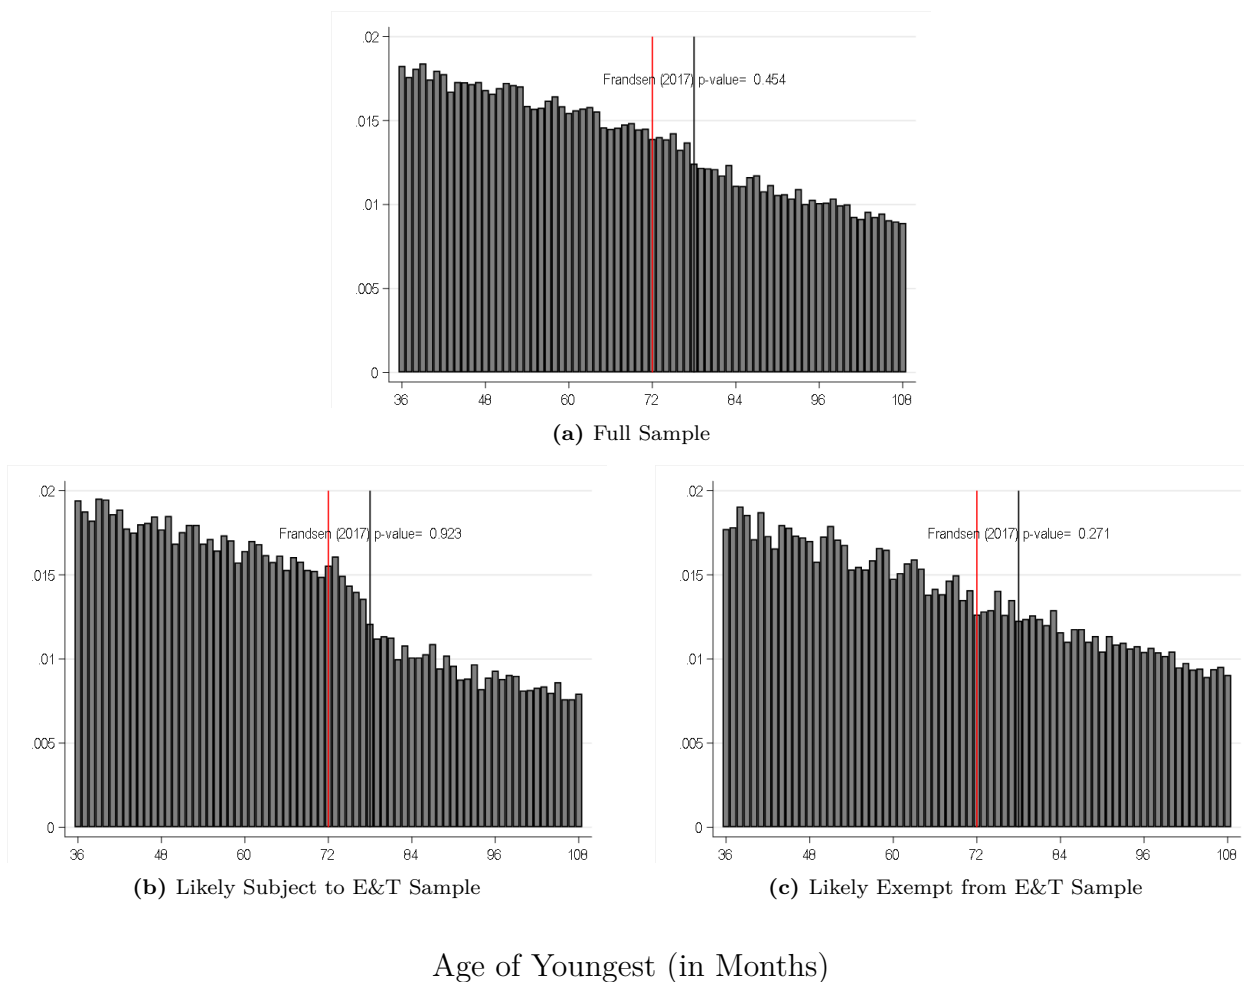 .02
Frandsen (2017) p-value= 0.454
.015
.01
.005
0
36 48 60 72 84 96 108
(a) Full Sample
.02
Frandsen (2017) p-value= 0.923
.015
.01
.005
0
36 48 60 72 84 96 108
(b) Likely Subject to E&T Sample
.02
Frandsen (2017) p-value= 0.271
.015
.01
.005
0
36 48 60 72 84 96 108
(c) Likely Exempt from E&T Sample
Age of Youngest (in Months)